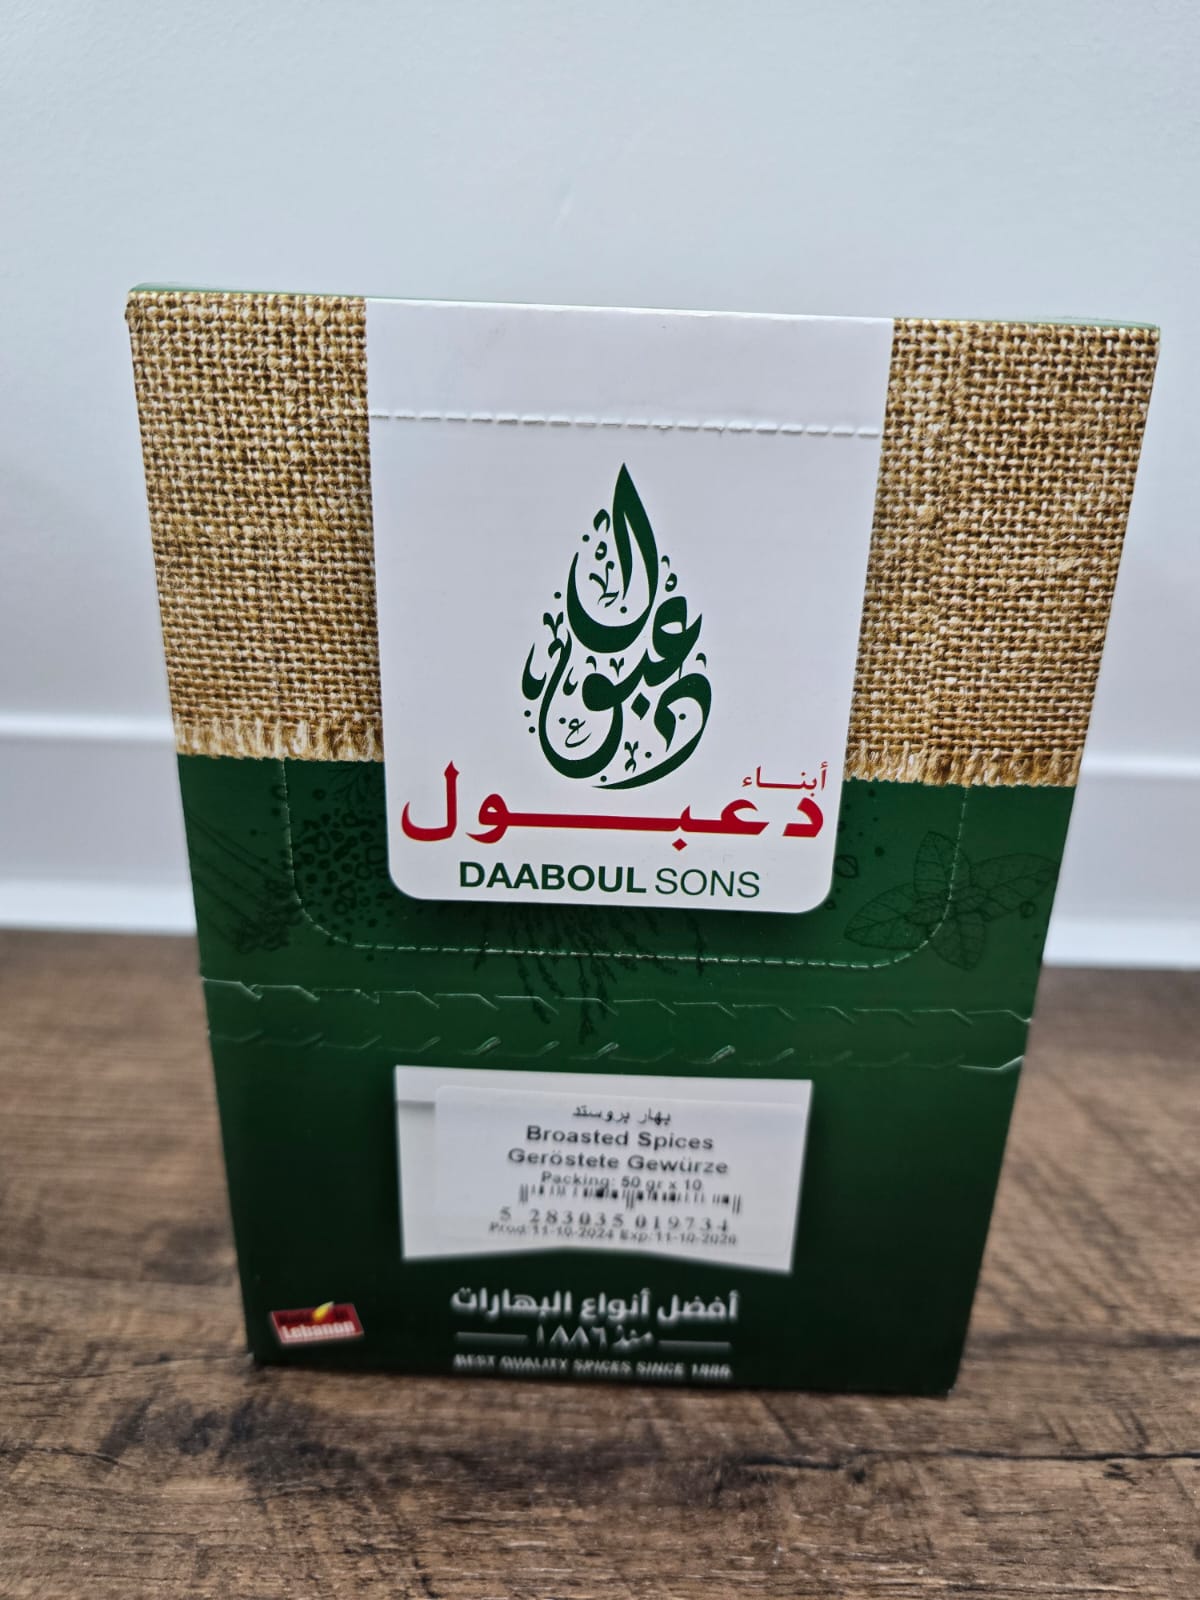 دعبول
أبناء
دعبول
DAABOUL SONS
بهار بروستد
Broasted Spices
Geröstete Gewürze
Packing: 50 gr x 10
5 283035 019734
Prod:11-10-2024 Exp:11-10-2026
أفضل أنواع البهارات
منذ ١٨٨٦
BEST QUALITY SPICES SINCE 1886
Lebanon